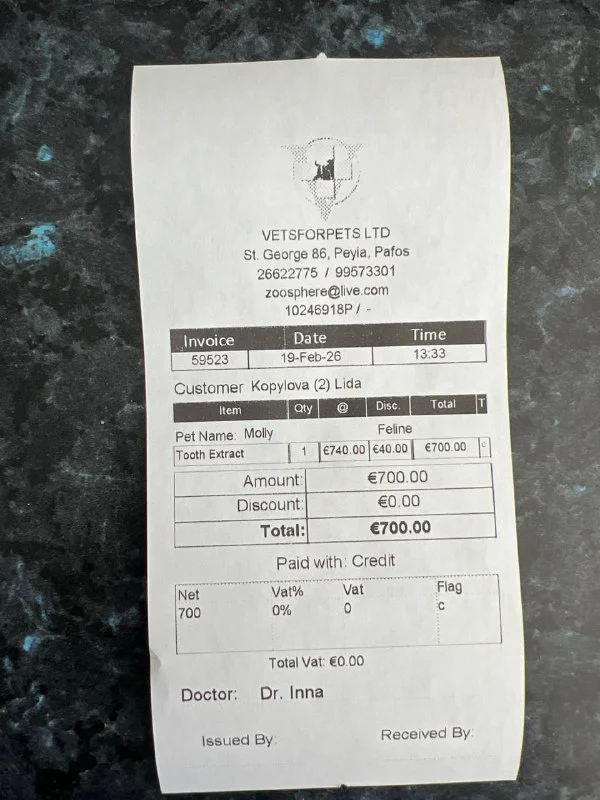 VETSFORPETS LTD
St. George 86, Peyia, Pafos
26622775 / 99573301
zoosphere@live.com
10246918P / -
Invoice Date Time
59523 19-Feb-26 13:33
Customer Kopylova (2) Lida
Item Qty @ Disc. Total T
Pet Name: Molly Feline
Tooth Extract 1 €740.00 €40.00 €700.00 c
Amount: €700.00
Discount: €0.00
Total: €700.00
Paid with: Credit
Net Vat% Vat Flag
700 0% 0 c
Total Vat: €0.00
Doctor: Dr. Inna
Issued By: Received By: